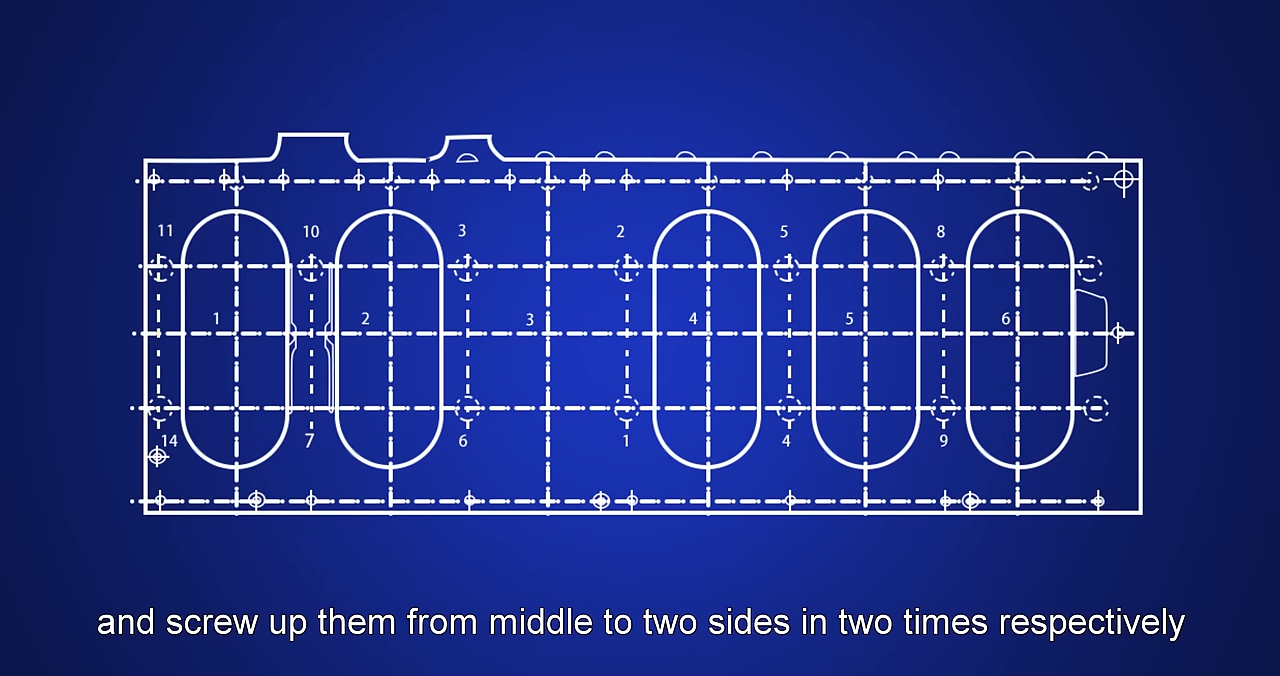 11 10 3 2 5 8
1 2 3 4 5 6
14 7 6 1 4 9
and screw up them from middle to two sides in two times respectively